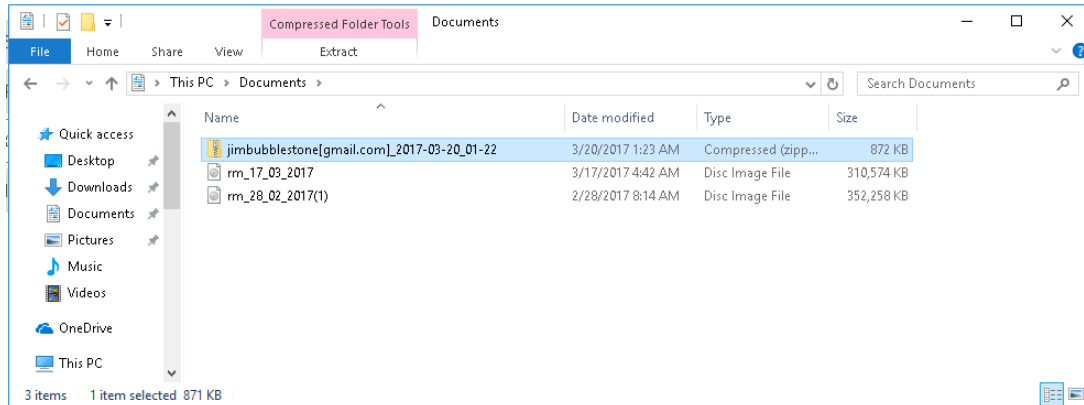 Compressed Folder Tools Documents
File Home Share View Extract
This PC > Documents > Search Documents
Name Date modified Type Size
Quick access
Desktop
Downloads
Documents
Pictures
Music
Videos
OneDrive
This PC
jimbubblestone[gmail.com]_2017-03-20_01-22 3/20/2017 1:23 AM Compressed (zipp... 872 KB
rm_17_03_2017 3/17/2017 4:42 AM Disc Image File 310,574 KB
rm_28_02_2017(1) 2/28/2017 8:14 AM Disc Image File 352,258 KB
3 items 1 item selected 871 KB